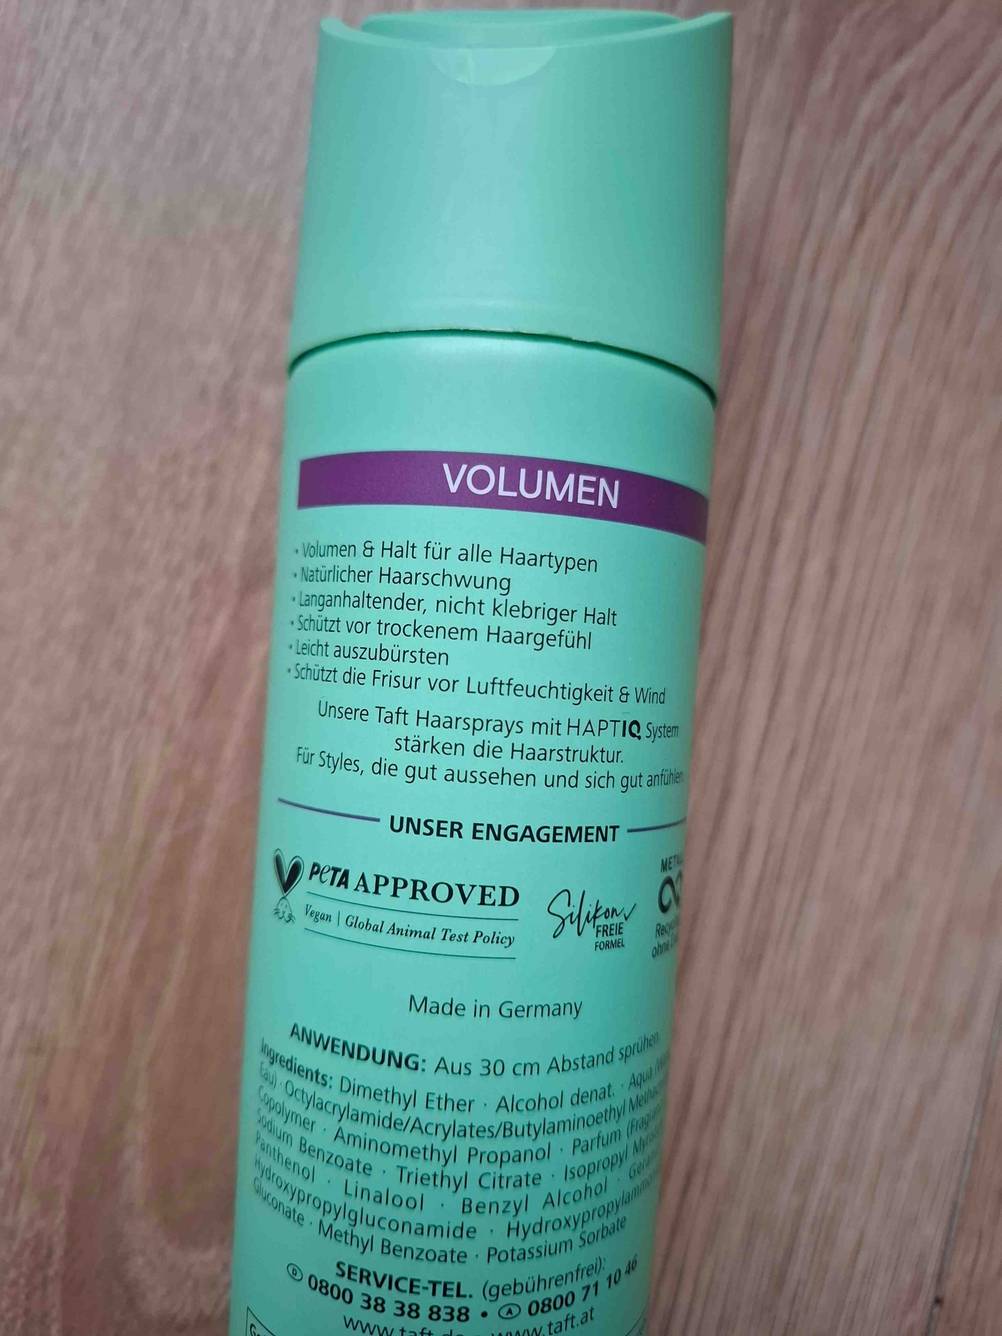 VOLUMEN
· Volumen & Halt für alle Haartypen
· Natürlicher Haarschwung
· Langanhaltender, nicht klebriger Halt
· Schützt vor trockenem Haargefühl
· Leicht auszubürsten
· Schützt die Frisur vor Luftfeuchtigkeit & Wind
Unsere Taft Haarsprays mit HAPTIQ System
stärken die Haarstruktur.
Für Styles, die gut aussehen und sich gut anfühlen
UNSER ENGAGEMENT
PETA APPROVED
Vegan | Global Animal Test Policy
Silikon
FREIE
FORMEL
Made in Germany
ANWENDUNG: Aus 30 cm Abstand sprühen
Ingredients: Dimethyl Ether · Alcohol denat. · Aqua
Eau) · Octylacrylamide/Acrylates/Butylaminoethyl
Copolymer · Aminomethyl Propanol · Parfum
Sodium Benzoate · Triethyl Citrate · Isopropyl
Panthenol · Linalool · Benzyl Alcohol ·
Hydroxypropylgluconamide ·
Gluconate · Methyl Benzoate · Potassium Sorbate
SERVICE-TEL. (gebührenfrei):
D 0800 38 38 838 • A 0800 71 10 46
www.taft.at